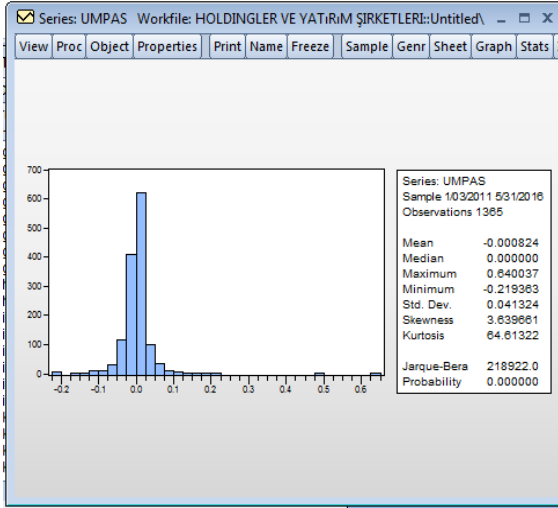 Series: UMPAS Workfile: HOLDINGLER VE YATıRıM ŞIRKETLERI::Untitled\
View Proc Object Properties Print Name Freeze Sample Genr Sheet Graph Stats
700
600
500
400
300
200
100
0
-0.2 -0.1 0.0 0.1 0.2 0.3 0.4 0.5 0.6
Series: UMPAS
Sample 1/03/2011 5/31/2016
Observations 1365
Mean -0.000824
Median 0.000000
Maximum 0.640037
Minimum -0.219363
Std. Dev. 0.041324
Skewness 3.639661
Kurtosis 64.61322
Jarque-Bera 218922.0
Probability 0.000000